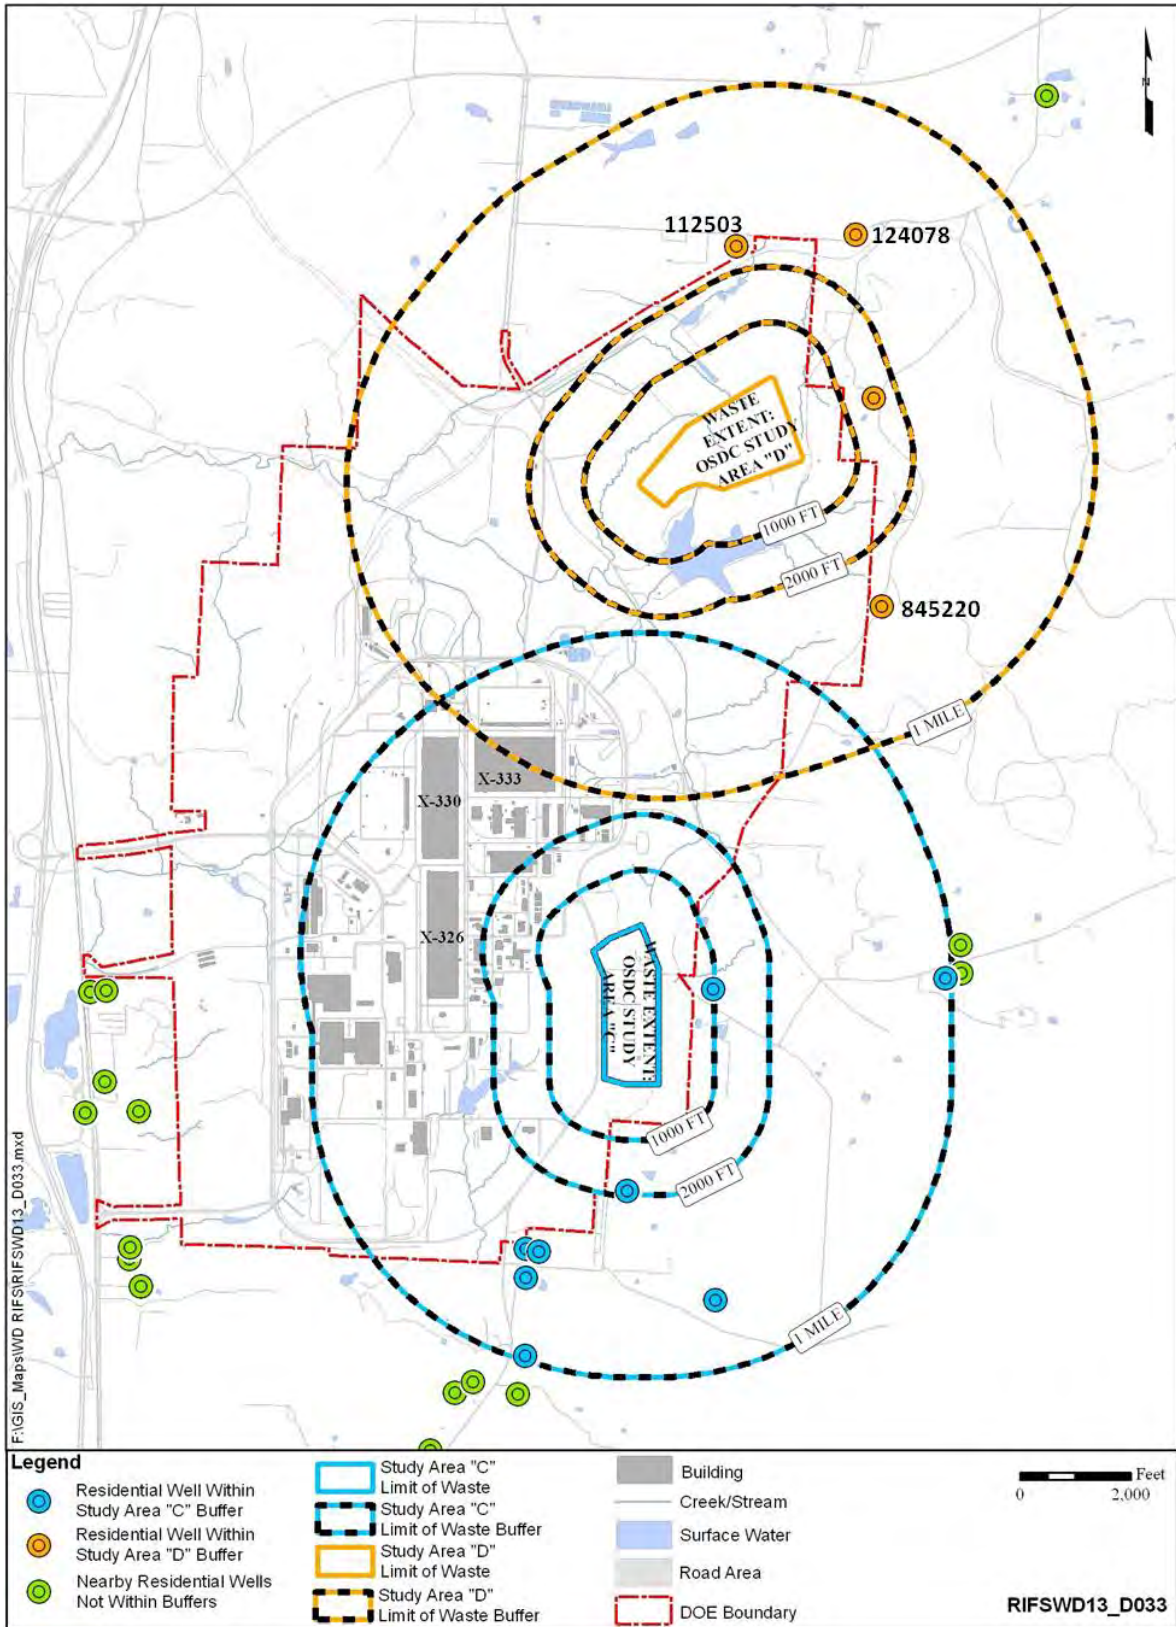 N
112503
124078
WASTE
EXTENT:
OSDC STUDY
AREA "D"
1000 FT
2000 FT
845220
1 MILE
X-333
X-330
X-326
WASTE EXTENT:
OSDC STUDY
AREA "C"
1000 FT
2000 FT
1 MILE
F:\GIS_Maps\WD RIFS\RIFSWD13_D033.mxd
Legend
Residential Well Within
Study Area "C" Buffer
Residential Well Within
Study Area "D" Buffer
Nearby Residential Wells
Not Within Buffers
Study Area "C"
Limit of Waste
Study Area "C"
Limit of Waste Buffer
Study Area "D"
Limit of Waste
Study Area "D"
Limit of Waste Buffer
Building
Creek/Stream
Surface Water
Road Area
DOE Boundary
Feet
0 2,000
RIFSWD13_D033